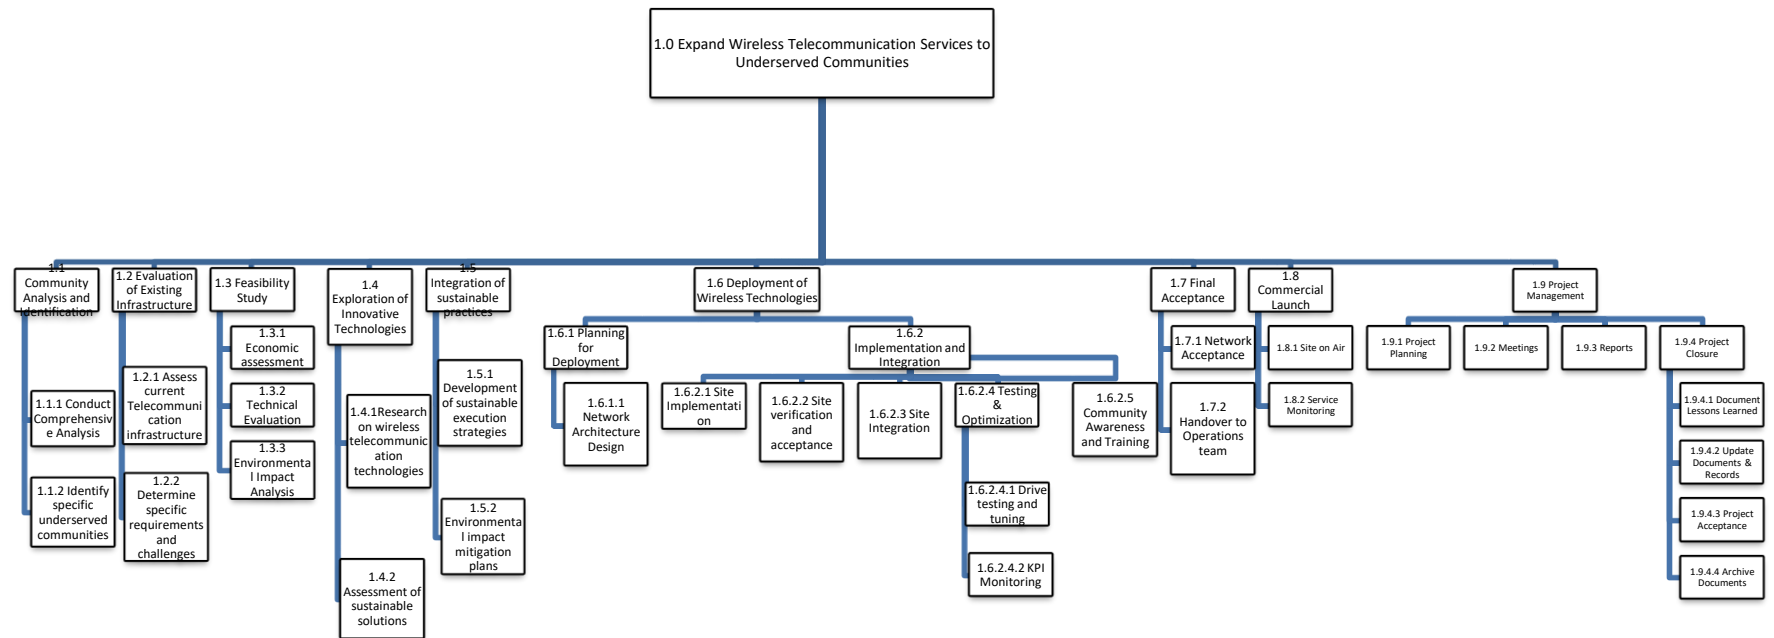 1.0 Expand Wireless Telecommunication Services to
Underserved Communities
1.1
Community
Analysis and
Identification
1.1.1 Conduct
Comprehensiv
e Analysis
1.1.2 Identify
specific
underserved
communities
1.2 Evaluation
of Existing
Infrastructure
1.2.1 Assess
current
Telecommuni
cation
infrastructure
1.2.2
Determine
specific
requirements
and
challenges
1.3 Feasibility
Study
1.3.1
Economic
assessment
1.3.2
Technical
Evaluation
1.3.3
Environmenta
l Impact
Analysis
1.4
Exploration of
Innovative
Technologies
1.4.1Research
on wireless
telecommunic
ation
technologies
1.4.2
Assessment of
sustainable
solutions
1.5
Integration of
sustainable
practices
1.5.1
Development
of sustainable
execution
strategies
1.5.2
Environmenta
l impact
mitigation
plans
1.6 Deployment of
Wireless Technologies
1.6.1 Planning
for
Deployment
1.6.1.1
Network
Architecture
Design
1.6.2
Implementation and
Integration
1.6.2.1 Site
Implementati
on
1.6.2.2 Site
verification
and
acceptance
1.6.2.3 Site
Integration
1.6.2.4 Testing
&
Optimization
1.6.2.4.1 Drive
testing and
tuning
1.6.2.4.2 KPI
Monitoring
1.6.2.5
Community
Awareness
and Training
1.7 Final
Acceptance
1.7.1 Network
Acceptance
1.7.2
Handover to
Operations
team
1.8
Commercial
Launch
1.8.1 Site on Air
1.8.2 Service
Monitoring
1.9 Project
Management
1.9.1 Project
Planning
1.9.2 Meetings
1.9.3 Reports
1.9.4 Project
Closure
1.9.4.1 Document
Lessons Learned
1.9.4.2 Update
Documents &
Records
1.9.4.3 Project
Acceptance
1.9.4.4 Archive
Documents